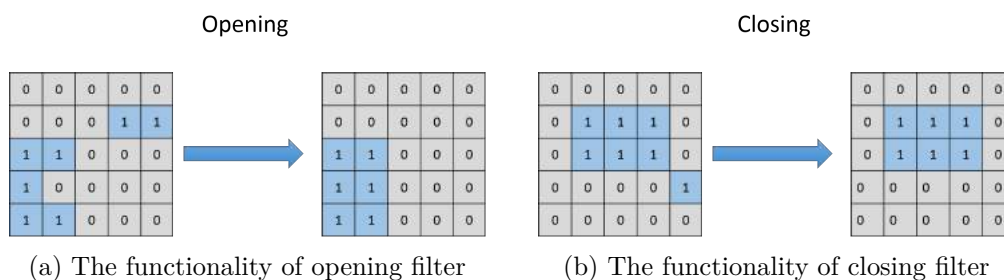 Opening Closing
0 0 0 0 0 0 0 0 0 0 0 0 0 0 0 0 0 0 0 0
0 0 0 1 1 0 0 0 0 0 0 1 1 1 0 0 1 1 1 0
1 1 0 0 0 1 1 0 0 0 0 1 1 1 0 0 1 1 1 0
1 0 0 0 0 1 1 0 0 0 0 0 0 0 1 0 0 0 0 0
1 1 0 0 0 1 1 0 0 0 0 0 0 0 0 0 0 0 0 0
(a) The functionality of opening filter (b) The functionality of closing filter